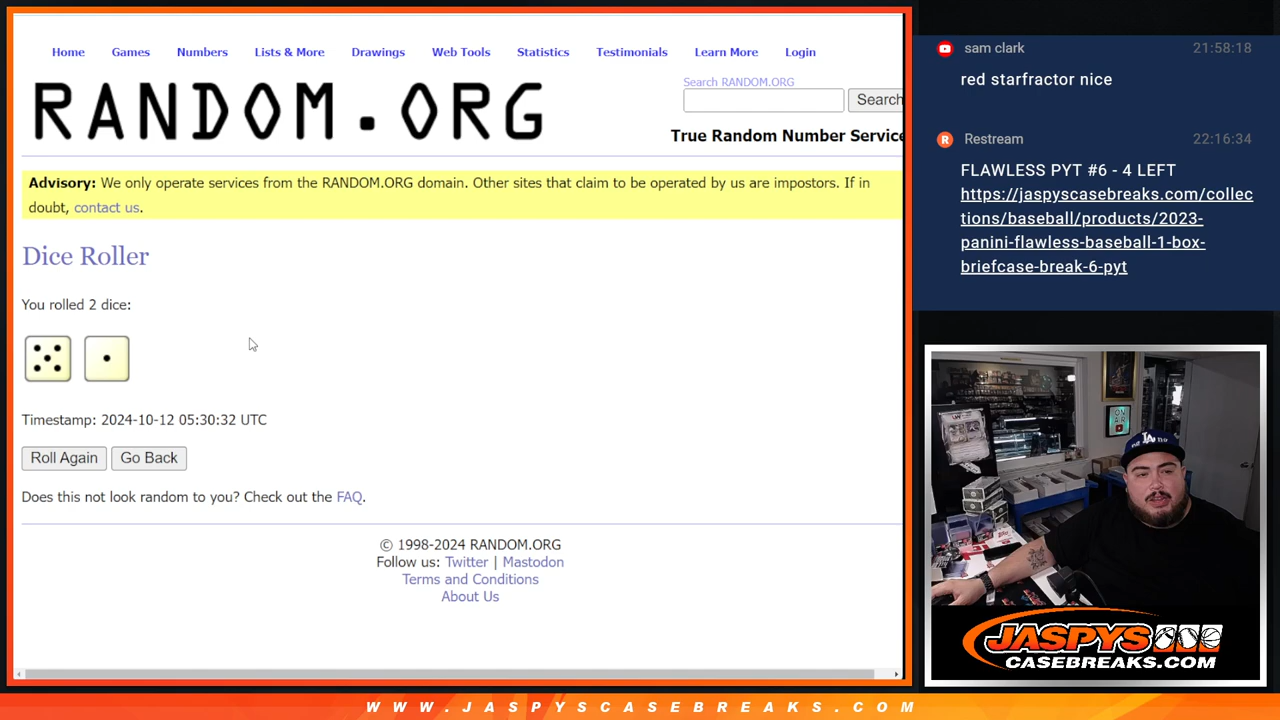 Home Games Numbers Lists & More Drawings Web Tools Statistics Testimonials Learn More Login
RANDOM.ORG
Search RANDOM.ORG
Search
True Random Number Service
Advisory: We only operate services from the RANDOM.ORG domain. Other sites that claim to be operated by us are impostors. If in
doubt, contact us.
Dice Roller
You rolled 2 dice:
Timestamp: 2024-10-12 05:30:32 UTC
Roll Again Go Back
Does this not look random to you? Check out the FAQ.
© 1998-2024 RANDOM.ORG
Follow us: Twitter | Mastodon
Terms and Conditions
About Us
sam clark 21:58:18
red starfractor nice
Restream 22:16:34
FLAWLESS PYT #6 - 4 LEFT
https://jaspyscasebreaks.com/collec
tions/baseball/products/2023-
panini-flawless-baseball-1-box-
briefcase-break-6-pyt
ON
AIR
LA
JASPYS
CASEBREAKS.COM
WWW.JASPYSCASEBREAKS.COM